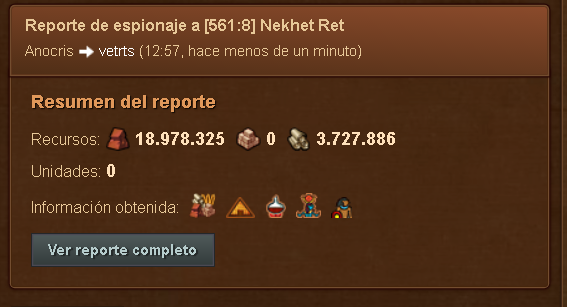 Reporte de espionaje a [561:8] Nekhet Ret
Anocris vetrts (12:57, hace menos de un minuto)
Resumen del reporte
Recursos: 18.978.325 0 3.727.886
Unidades: 0
Información obtenida:
Ver reporte completo